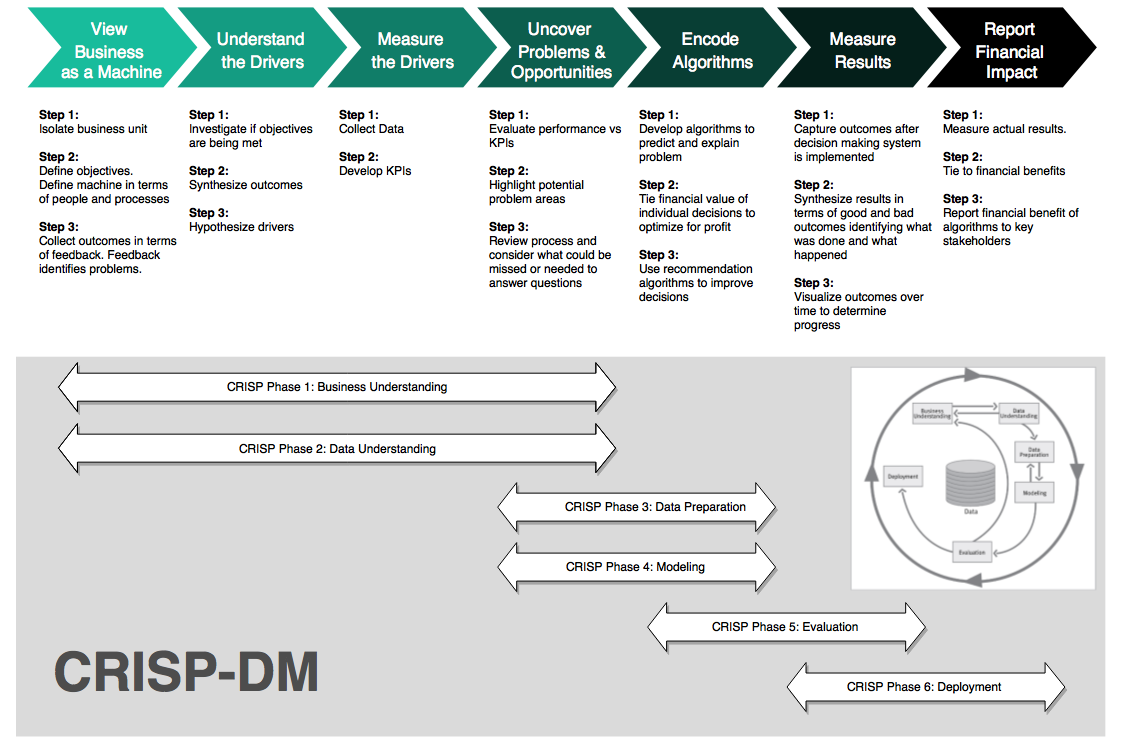 View
Business
as a Machine
Understand
the Drivers
Measure
the Drivers
Uncover
Problems &
Opportunities
Encode
Algorithms
Measure
Results
Report
Financial
Impact
Step 1:
Isolate business unit
Step 2:
Define objectives.
Define machine in terms
of people and processes
Step 3:
Collect outcomes in terms
of feedback. Feedback
identifies problems.
Step 1:
Investigate if objectives
are being met
Step 2:
Synthesize outcomes
Step 3:
Hypothesize drivers
Step 1:
Collect Data
Step 2:
Develop KPIs
Step 1:
Evaluate performance vs
KPIs
Step 2:
Highlight potential
problem areas
Step 3:
Review process and
consider what could be
missed or needed to
answer questions
Step 1:
Develop algorithms to
predict and explain
problem
Step 2:
Tie financial value of
individual decisions to
optimize for profit
Step 3:
Use recommendation
algorithms to improve
decisions
Step 1:
Capture outcomes after
decision making system
is implemented
Step 2:
Synthesize results in
terms of good and bad
outcomes identifying what
was done and what
happened
Step 3:
Visualize outcomes over
time to determine
progress
Step 1:
Measure actual results.
Step 2:
Tie to financial benefits
Step 3:
Report financial benefit of
algorithms to key
stakeholders
CRISP Phase 1: Business Understanding
CRISP Phase 2: Data Understanding
CRISP Phase 3: Data Preparation
CRISP Phase 4: Modeling
CRISP Phase 5: Evaluation
CRISP Phase 6: Deployment
CRISP-DM
Business
Understanding
Data
Understanding
Data
Preparation
Modeling
Deployment
Data
Evaluation